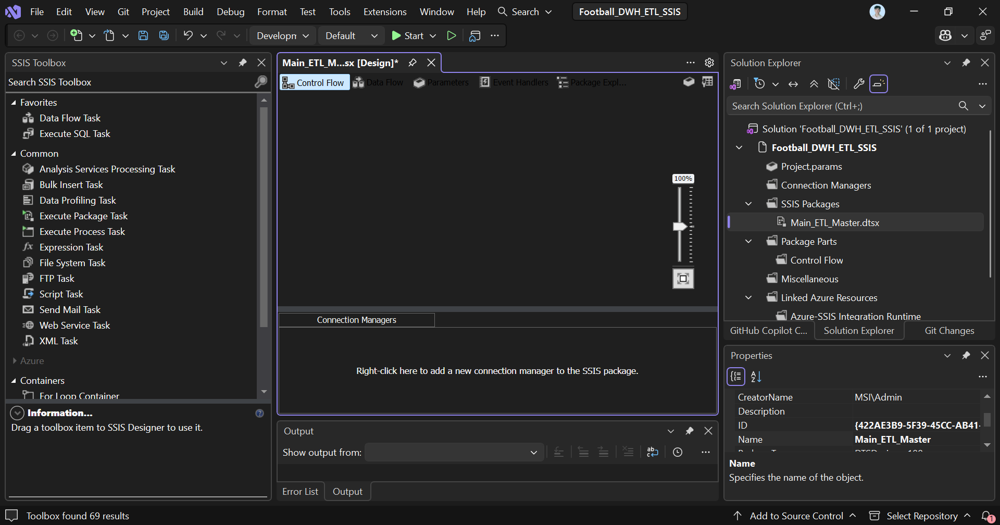 File Edit View Git Project Build Debug Format Test Tools Extensions Window Help Search Football_DWH_ETL_SSIS
Developm Default Start
SSIS Toolbox
Search SSIS Toolbox
Favorites
Data Flow Task
Execute SQL Task
Common
Analysis Services Processing Task
Bulk Insert Task
Data Profiling Task
Execute Package Task
Execute Process Task
Expression Task
File System Task
FTP Task
Script Task
Send Mail Task
Web Service Task
XML Task
Azure
Containers
For Loop Container
Information...
Drag a toolbox item to SSIS Designer to use it.
Main_ETL_M...sx [Design]*
Control Flow Data Flow Parameters Event Handlers Package Expl...
100%
Connection Managers
Right-click here to add a new connection manager to the SSIS package.
Output
Show output from:
Error List Output
Solution Explorer
Search Solution Explorer (Ctrl+;)
Solution 'Football_DWH_ETL_SSIS' (1 of 1 project)
Football_DWH_ETL_SSIS
Project.params
Connection Managers
SSIS Packages
Main_ETL_Master.dtsx
Package Parts
Control Flow
Miscellaneous
Linked Azure Resources
Azure-SSIS Integration Runtime
GitHub Copilot C... Solution Explorer Git Changes
Properties
CreatorName MSI\Admin
Description
ID {422AE3B9-5F39-45CC-AB41-
Name Main_ETL_Master
Name
Specifies the name of the object.
Toolbox found 69 results
Add to Source Control Select Repository 1